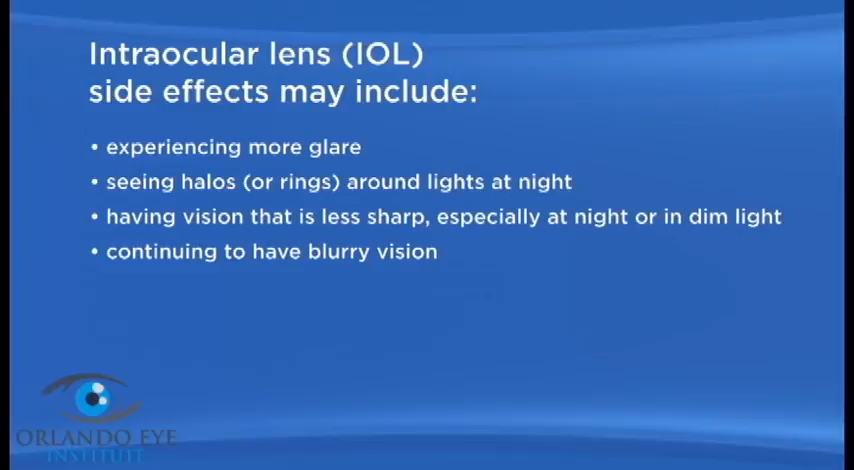 Intraocular lens (IOL)
side effects may include:
• experiencing more glare
• seeing halos (or rings) around lights at night
• having vision that is less sharp, especially at night or in dim light
• continuing to have blurry vision
ORLANDO EYE
INSTITUTE